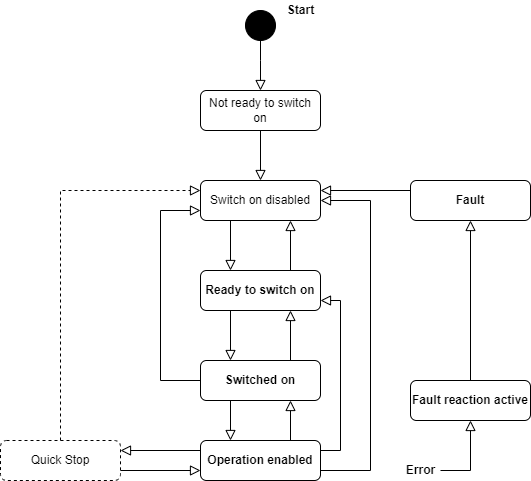 Start
Not ready to switch
on
Switch on disabled
Fault
Ready to switch on
Switched on
Fault reaction active
Quick Stop
Operation enabled
Error